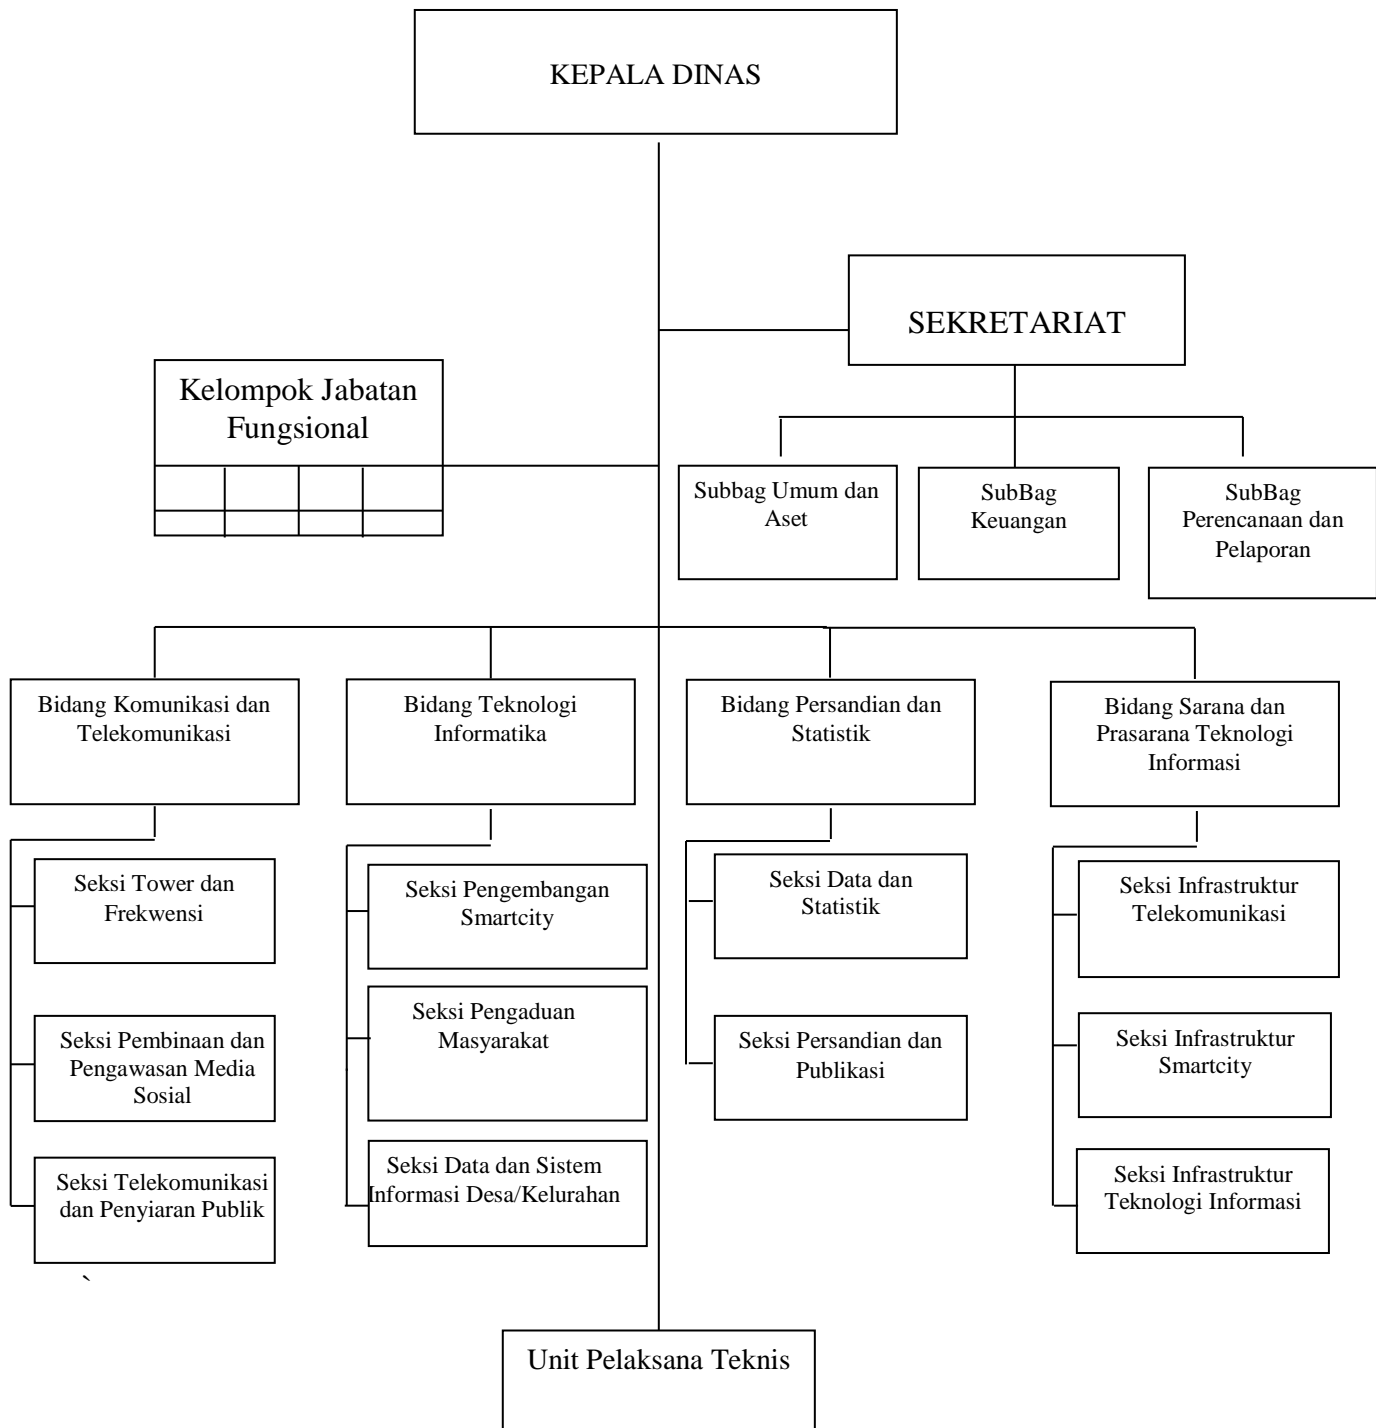 KEPALA DINAS
SEKRETARIAT
Kelompok Jabatan
Fungsional
Subbag Umum dan
Aset
SubBag
Keuangan
SubBag
Perencanaan dan
Pelaporan
Bidang Komunikasi dan
Telekomunikasi
Bidang Teknologi
Informatika
Bidang Persandian dan
Statistik
Bidang Sarana dan
Prasarana Teknologi
Informasi
Seksi Tower dan
Frekwensi
Seksi Pembinaan dan
Pengawasan Media
Sosial
Seksi Telekomunikasi
dan Penyiaran Publik
`
Seksi Pengembangan
Smartcity
Seksi Pengaduan
Masyarakat
Seksi Data dan Sistem
Informasi Desa/Kelurahan
Seksi Data dan
Statistik
Seksi Persandian dan
Publikasi
Seksi Infrastruktur
Telekomunikasi
Seksi Infrastruktur
Smartcity
Seksi Infrastruktur
Teknologi Informasi
Unit Pelaksana Teknis